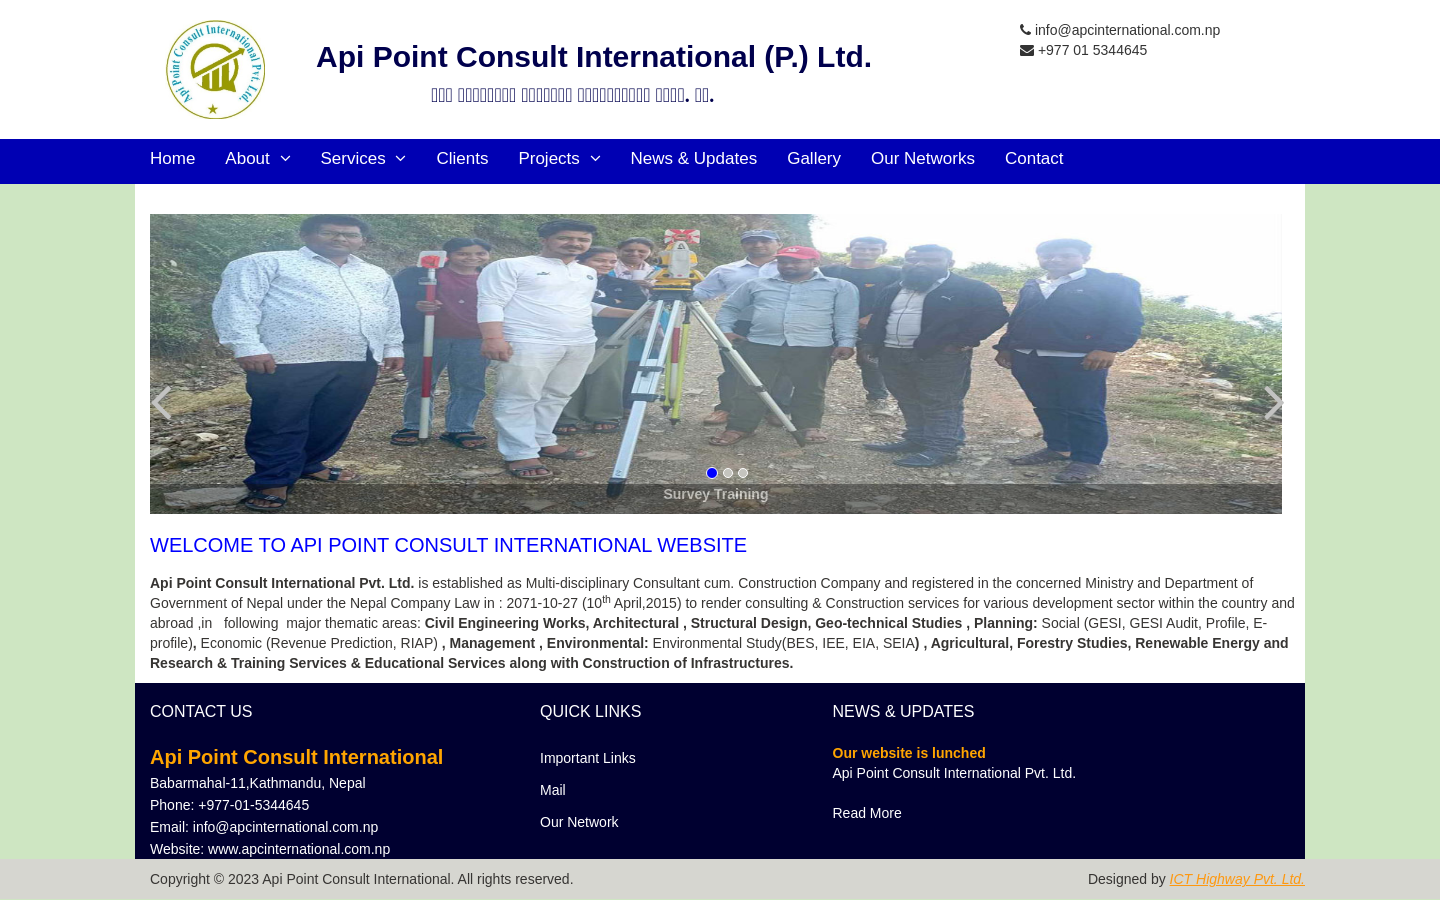 Api Point Consult International Pvt. Ltd.
Api Point Consult International (P.) Ltd.
info@apcinternational.com.np
+977 01 5344645
Home About Services Clients Projects News & Updates Gallery Our Networks Contact
Survey Training
WELCOME TO API POINT CONSULT INTERNATIONAL WEBSITE
Api Point Consult International Pvt. Ltd. is established as Multi-disciplinary Consultant cum. Construction Company and registered in the concerned Ministry and Department of
Government of Nepal under the Nepal Company Law in : 2071-10-27 (10th April,2015) to render consulting & Construction services for various development sector within the country and
abroad ,in following major thematic areas: Civil Engineering Works, Architectural , Structural Design, Geo-technical Studies , Planning: Social (GESI, GESI Audit, Profile, E-
profile), Economic (Revenue Prediction, RIAP) , Management , Environmental: Environmental Study(BES, IEE, EIA, SEIA) , Agricultural, Forestry Studies, Renewable Energy and
Research & Training Services & Educational Services along with Construction of Infrastructures.
CONTACT US
Api Point Consult International
Babarmahal-11,Kathmandu, Nepal
Phone: +977-01-5344645
Email: info@apcinternational.com.np
Website: www.apcinternational.com.np
QUICK LINKS
Important Links
Mail
Our Network
NEWS & UPDATES
Our website is lunched
Api Point Consult International Pvt. Ltd.
Read More
Copyright © 2023 Api Point Consult International. All rights reserved.
Designed by ICT Highway Pvt. Ltd.